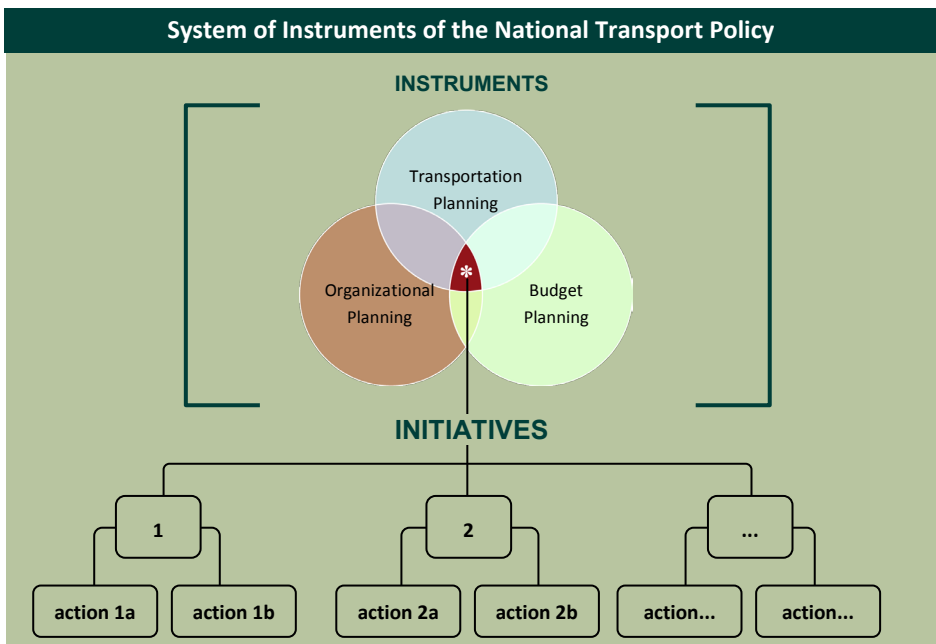 System of Instruments of the National Transport Policy
INSTRUMENTS
Transportation
Planning
*
Organizational
Planning
Budget
Planning
INITIATIVES
1
2
...
action 1a
action 1b
action 2a
action 2b
action...
action...